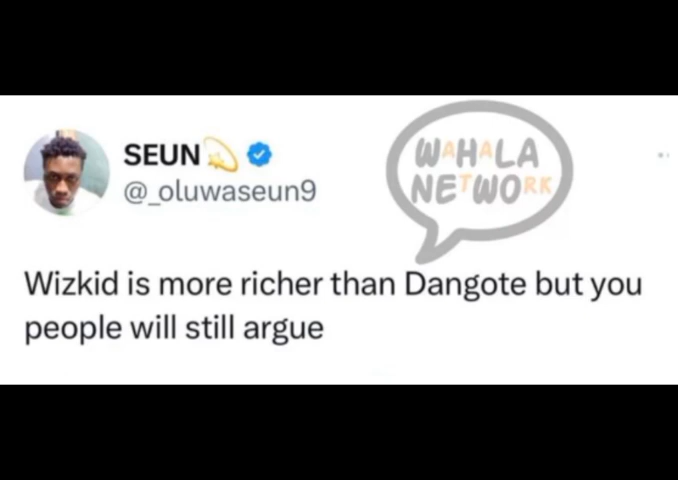 SEUN
@_oluwaseun9
WAHALA
NETWORK
Wizkid is more richer than Dangote but you
people will still argue